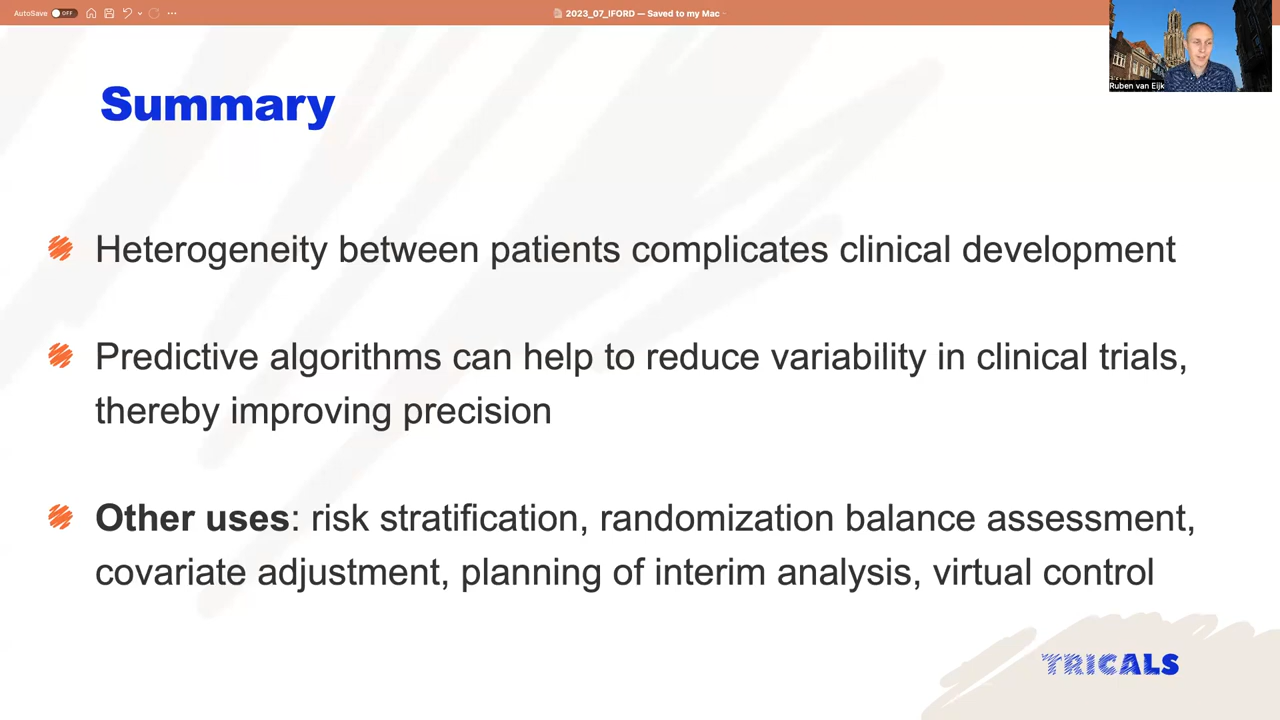 AutoSave OFF
2023_07_IFORD — Saved to my Mac
Ruben van Eijk
Summary
Heterogeneity between patients complicates clinical development
Predictive algorithms can help to reduce variability in clinical trials,
thereby improving precision
Other uses: risk stratification, randomization balance assessment,
covariate adjustment, planning of interim analysis, virtual control
TRICALS